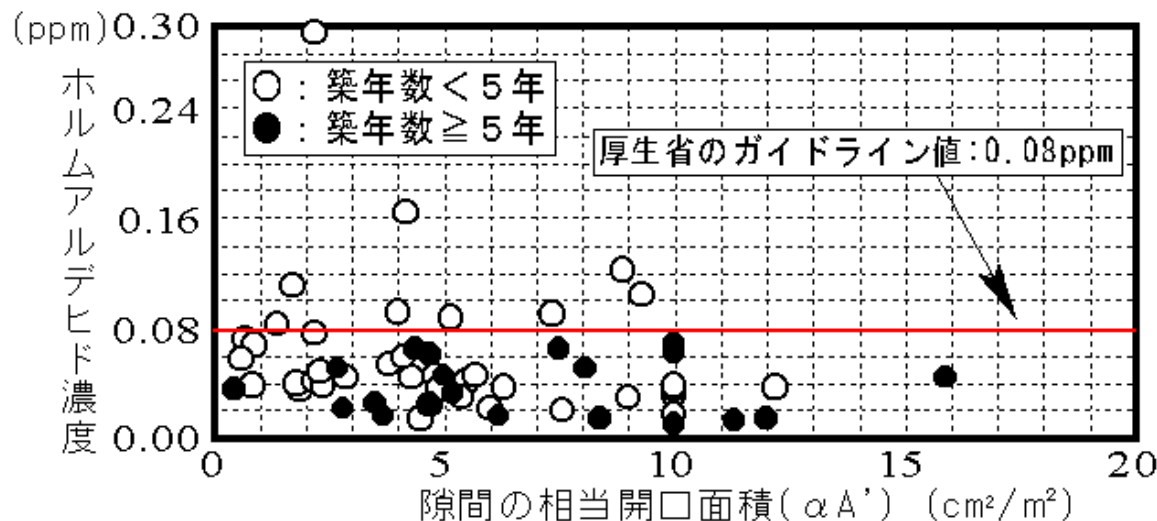 (ppm)
0.30
0.24
0.16
0.08
0.00
ホルムアルデヒド濃度
○：築年数＜５年
●：築年数≧５年
厚生省のガイドライン値:0.08ppm
0 5 10 15 20
隙間の相当開口面積(αA') (cm²/m²)